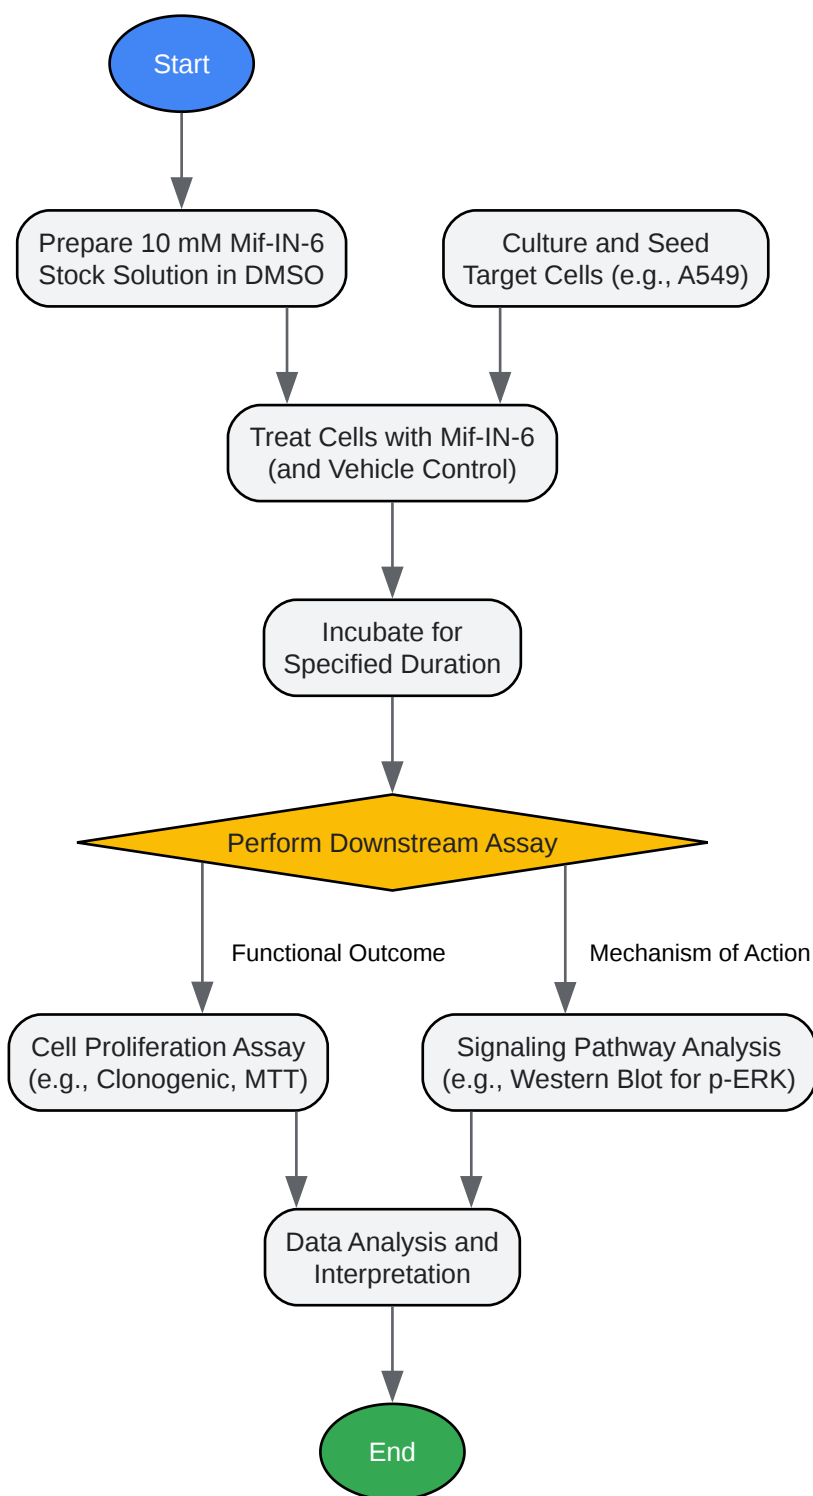 Start
Prepare 10 mM Mif-IN-6
Stock Solution in DMSO
Culture and Seed
Target Cells (e.g., A549)
Treat Cells with Mif-IN-6
(and Vehicle Control)
Incubate for
Specified Duration
Perform Downstream Assay
Functional Outcome
Mechanism of Action
Cell Proliferation Assay
(e.g., Clonogenic, MTT)
Signaling Pathway Analysis
(e.g., Western Blot for p-ERK)
Data Analysis and
Interpretation
End